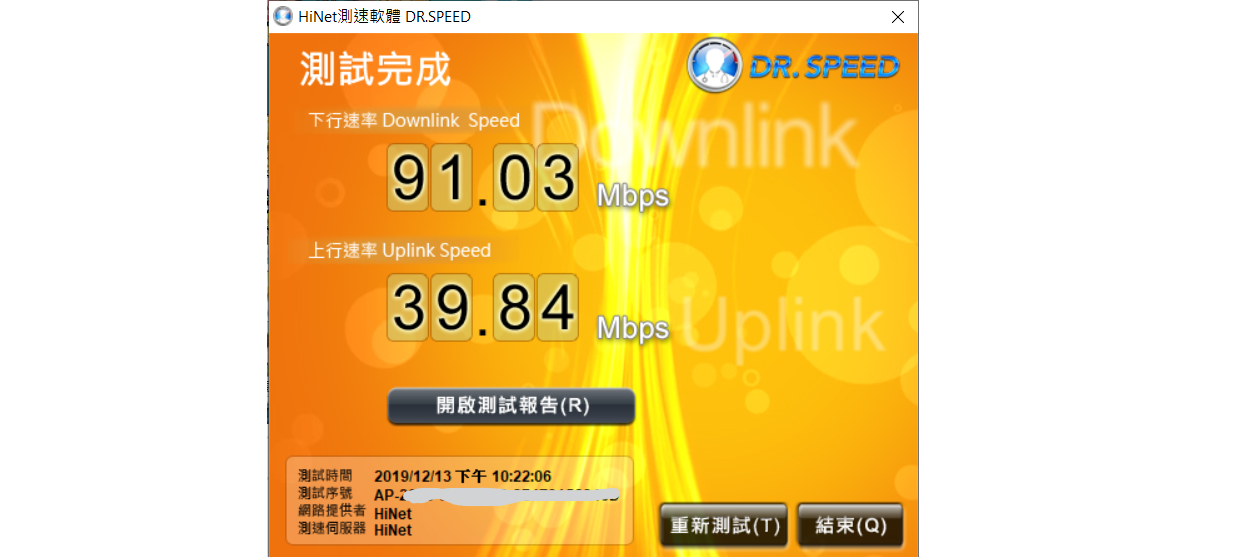 HiNet測速軟體 DR.SPEED
測試完成
DR. SPEED
下行速率 Downlink Speed
Downlink
91.03 Mbps
上行速率 Uplink Speed
39.84 Mbps
Uplink
開啟測試報告(R)
測試時間 2019/12/13 下午 10:22:06
測試序號 AP-2
網路提供者 HiNet
測速伺服器 HiNet
重新測試(T) 結束(Q)